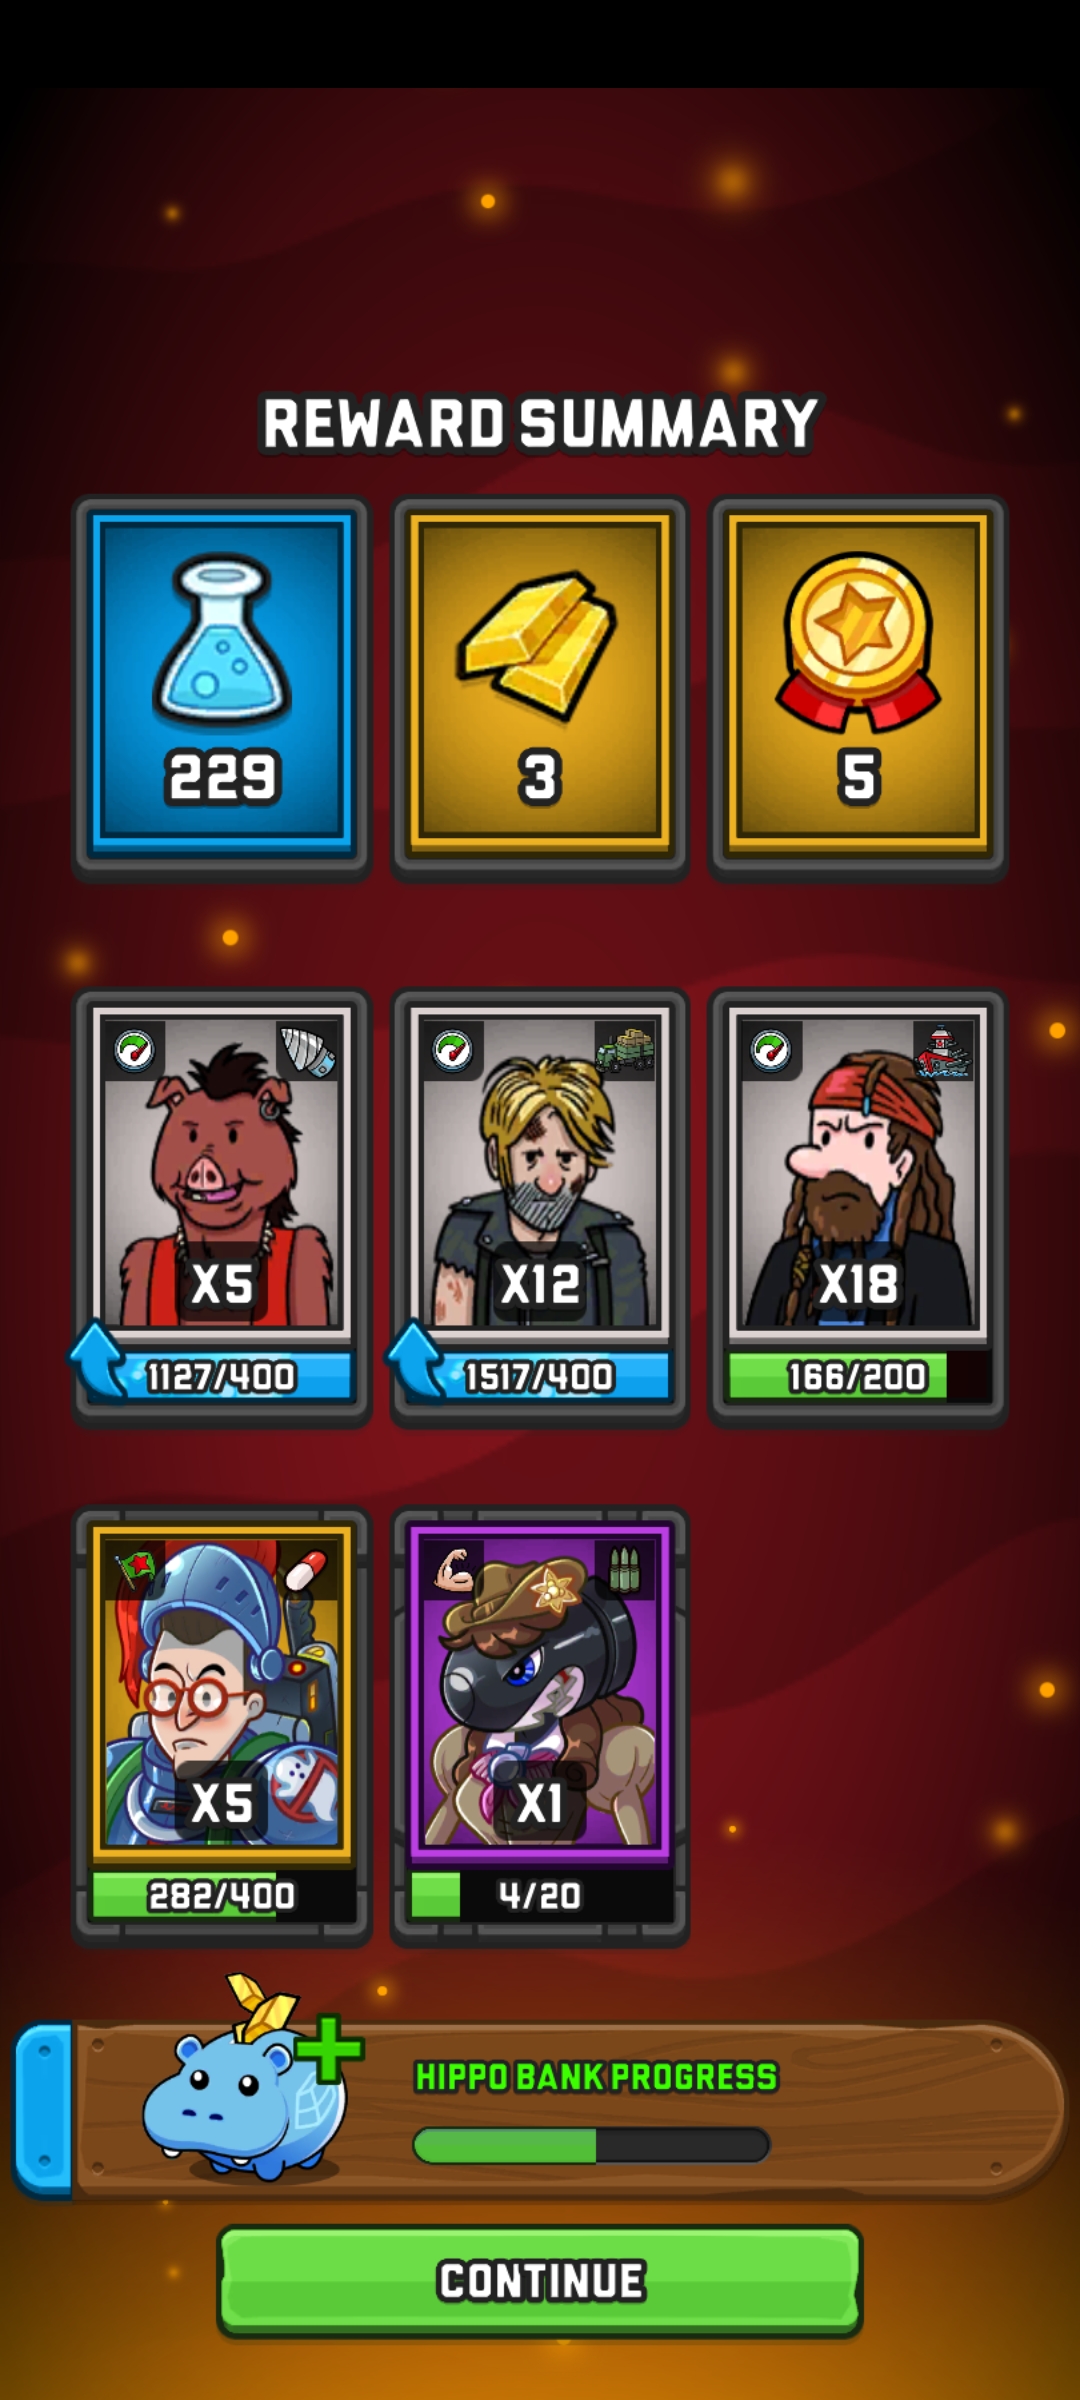 REWARD SUMMARY
229
3
5
X5
X12
X18
1127/400
1517/400
166/200
X5
X1
282/400
4/20
HIPPO BANK PROGRESS
CONTINUE